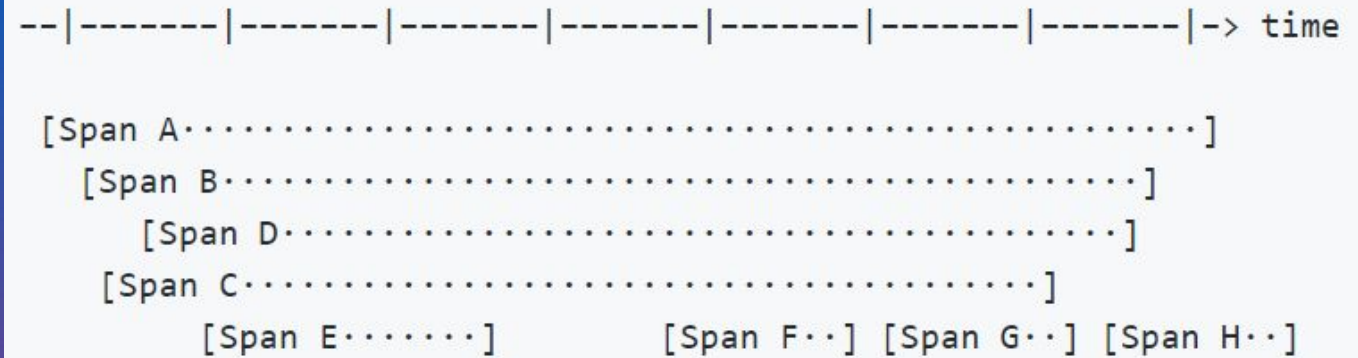 --|-------|-------|-------|-------|-------|-------|-------|-> time
[Span A···················································]
[Span B··············································]
[Span D··········································]
[Span C········································]
[Span E·······]        [Span F··] [Span G··] [Span H··]